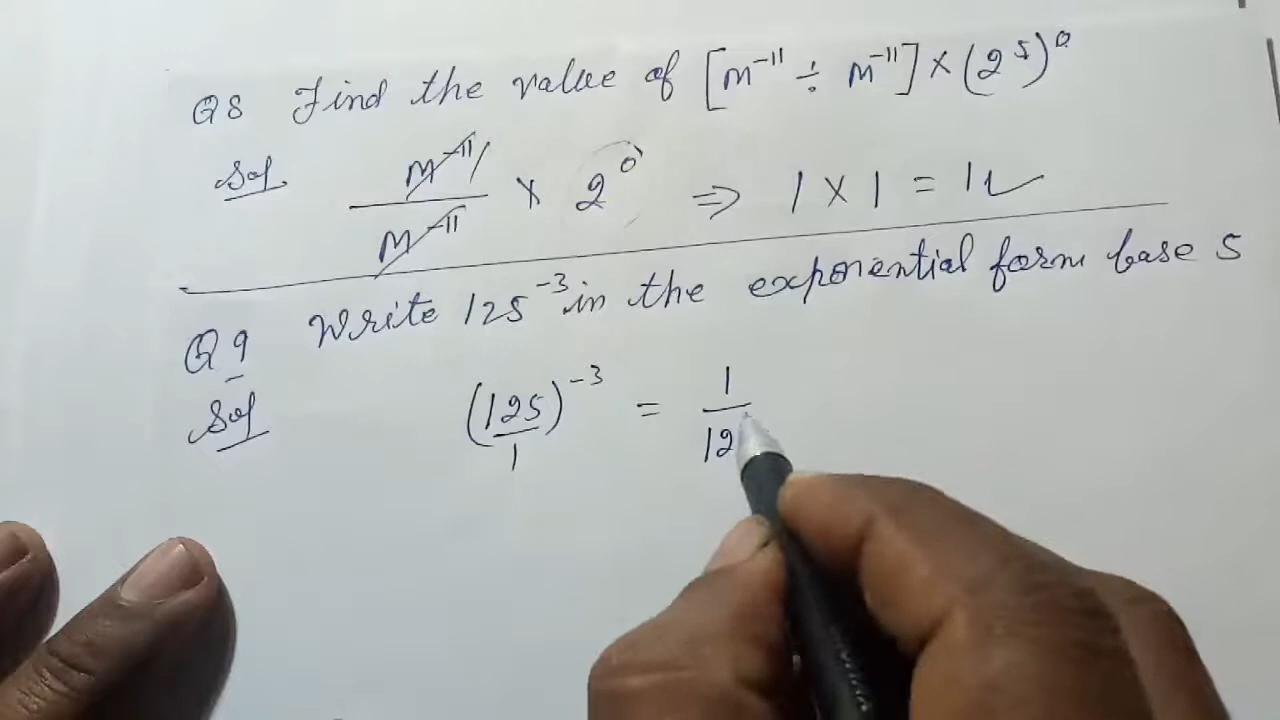 Q8 Find the value of [m⁻¹¹ ÷ m⁻¹¹] × (2⁵)⁰
Sol m⁻¹¹/m⁻¹¹ × 2⁰ ⇒ 1 × 1 = 1
Q9 Write 125⁻³ in the exponential form base 5
Sol (125/1)⁻³ = 1/12